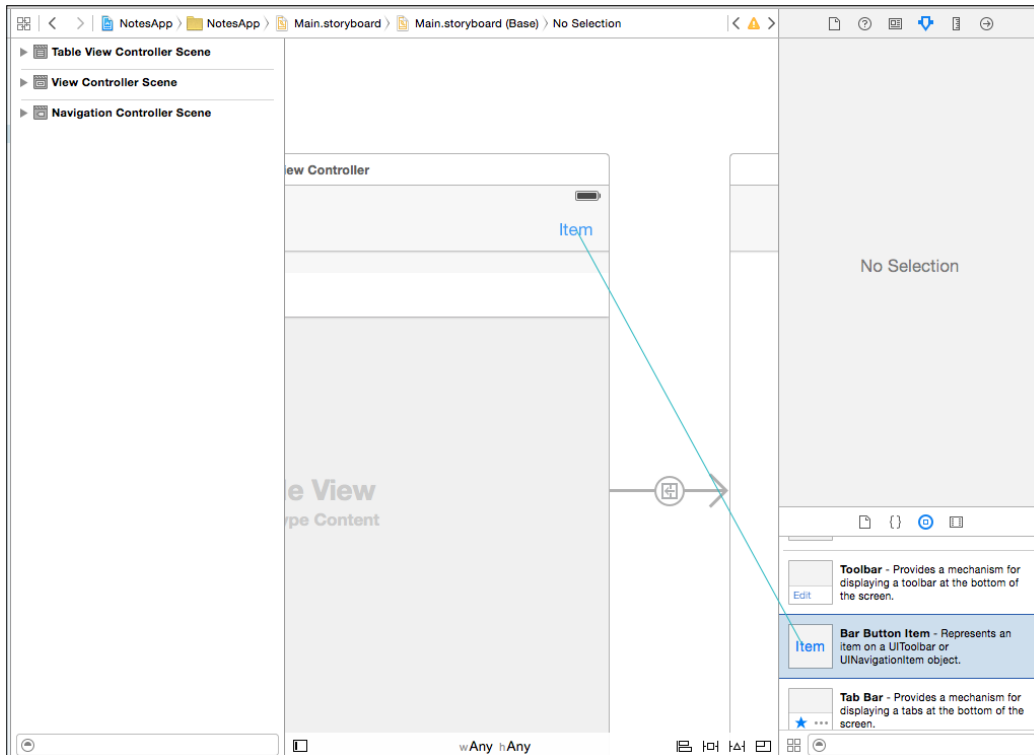 NotesApp NotesApp Main.storyboard Main.storyboard (Base) No Selection
Table View Controller Scene
View Controller Scene
Navigation Controller Scene
iew Controller
Item
No Selection
le View
ype Content
Toolbar - Provides a mechanism for
displaying a toolbar at the bottom of
the screen.
Edit
Item
Bar Button Item - Represents an
item on a UIToolbar or
UINavigationItem object.
Tab Bar - Provides a mechanism for
displaying a tabs at the bottom of the
screen.
wAny hAny